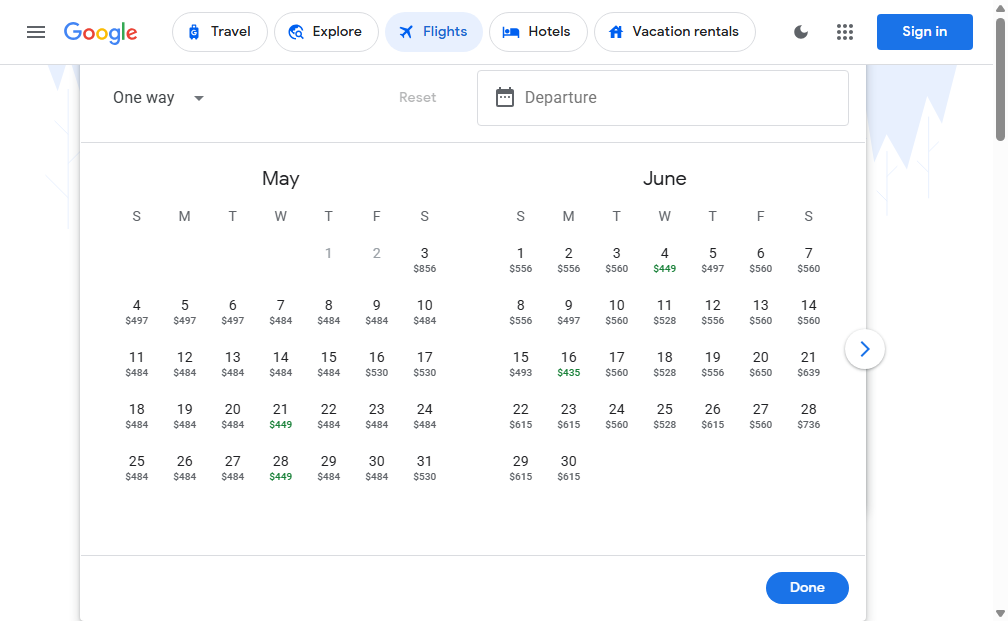 Google Travel Explore Flights Hotels Vacation rentals Sign in
One way Reset Departure
May
S M T W T F S
1 2 3
$856
4 5 6 7 8 9 10
$497 $497 $497 $484 $484 $484 $484
11 12 13 14 15 16 17
$484 $484 $484 $484 $484 $530 $530
18 19 20 21 22 23 24
$484 $484 $484 $449 $484 $484 $484
25 26 27 28 29 30 31
$484 $484 $484 $449 $484 $484 $530
June
S M T W T F S
1 2 3 4 5 6 7
$556 $556 $560 $449 $497 $560 $560
8 9 10 11 12 13 14
$556 $497 $560 $528 $556 $560 $560
15 16 17 18 19 20 21
$493 $435 $560 $528 $556 $650 $639
22 23 24 25 26 27 28
$615 $615 $560 $528 $615 $560 $736
29 30
$615 $615
Done